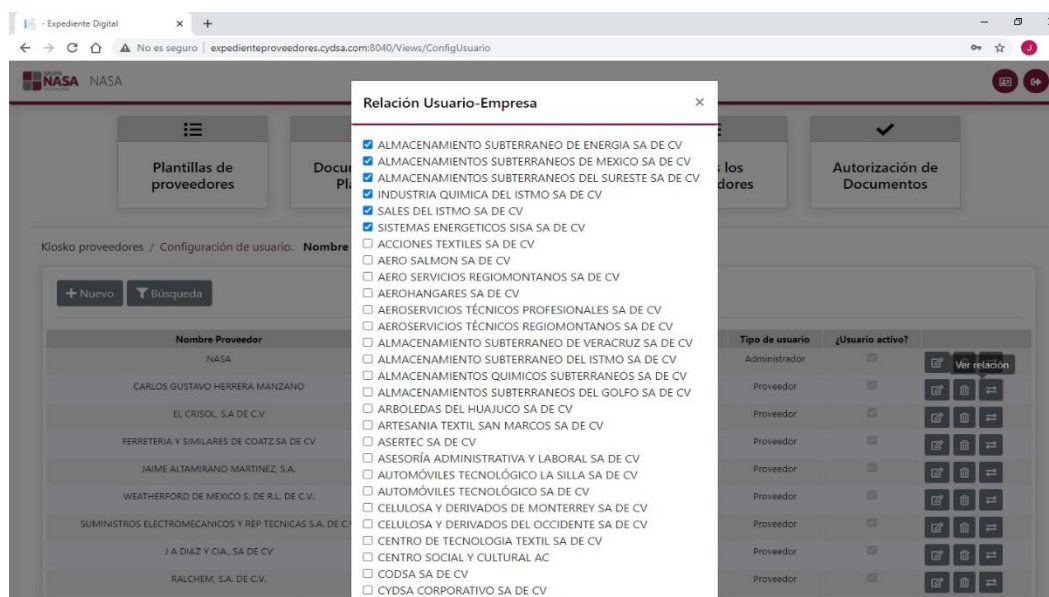 - Expediente Digital
No es seguro | expedienteproveedores.cydsa.com:8040/Views/ConfigUsuario
J
GRUPO
NASA NASA
Relación Usuario-Empresa
Plantillas de
proveedores
Docu
Pla
los
dores
Autorización de
Documentos
ALMACENAMIENTO SUBTERRANEO DE ENERGIA SA DE CV
ALMACENAMIENTOS SUBTERRANEOS DE MEXICO SA DE CV
ALMACENAMIENTOS SUBTERRANEOS DEL SURESTE SA DE CV
INDUSTRIA QUIMICA DEL ISTMO SA DE CV
SALES DEL ISTMO SA DE CV
SISTEMAS ENERGETICOS SISA SA DE CV
ACCIONES TEXTILES SA DE CV
AERO SALMON SA DE CV
AERO SERVICIOS REGIOMONTANOS SA DE CV
AEROHANGARES SA DE CV
AEROSERVICIOS TÉCNICOS PROFESIONALES SA DE CV
AEROSERVICIOS TÉCNICOS REGIOMONTANOS SA DE CV
ALMACENAMIENTO SUBTERRANEO DE VERACRUZ SA DE CV
ALMACENAMIENTO SUBTERRANEO DEL ISTMO SA DE CV
ALMACENAMIENTOS QUIMICOS SUBTERRANEOS SA DE CV
ALMACENAMIENTOS SUBTERRANEOS DEL GOLFO SA DE CV
ARBOLEDAS DEL HUAJUCO SA DE CV
ARTESANIA TEXTIL SAN MARCOS SA DE CV
ASERTEC SA DE CV
ASESORÍA ADMINISTRATIVA Y LABORAL SA DE CV
AUTOMÓVILES TECNOLÓGICO LA SILLA SA DE CV
AUTOMÓVILES TECNOLÓGICO SA DE CV
CELULOSA Y DERIVADOS DE MONTERREY SA DE CV
CELULOSA Y DERIVADOS DEL OCCIDENTE SA DE CV
CENTRO DE TECNOLOGIA TEXTIL SA DE CV
CENTRO SOCIAL Y CULTURAL AC
CODSA SA DE CV
CYDSA CORPORATIVO SA DE CV
Kiosko proveedores / Configuración de usuario. Nombre
+ Nuevo Búsqueda
Nombre Proveedor Tipo de usuario ¿Usuario activo?
NASA Administrador
Ver relación
CARLOS GUSTAVO HERRERA MANZANO Proveedor
EL CRISOL, S.A DE C.V Proveedor
FERRETERIA Y SIMILARES DE COATZ.SA DE CV Proveedor
JAIME ALTAMIRANO MARTINEZ, S.A. Proveedor
WEATHERFORD DE MEXICO S. DE R.L. DE C.V. Proveedor
SUMINISTROS ELECTROMECANICOS Y REP TECNICAS S.A. DE C. Proveedor
J A DIAZ Y CIA., SA DE CV Proveedor
RALCHEM, S.A. DE C.V. Proveedor